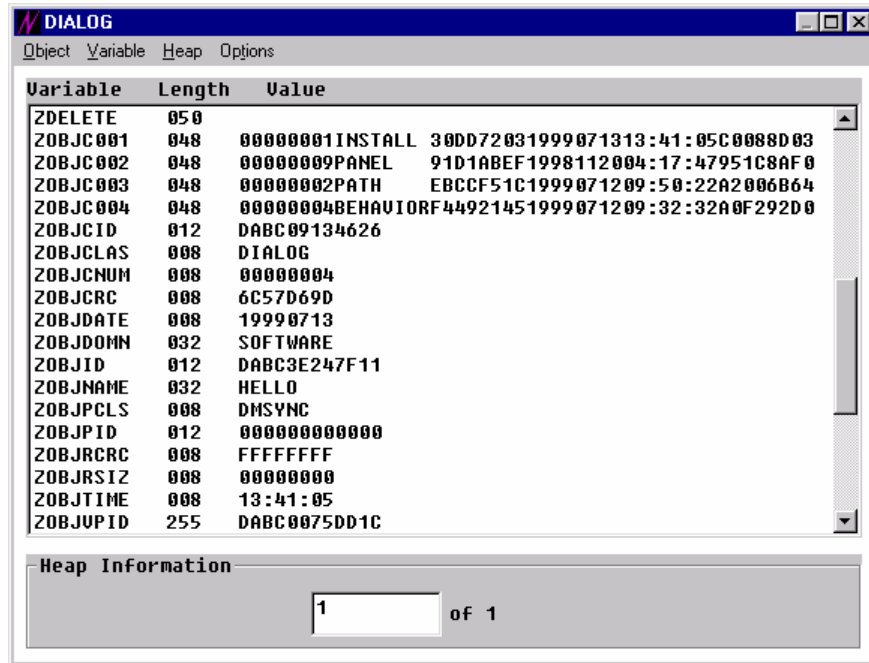 DIALOG
Object Variable Heap Options
Variable Length Value
ZDELETE 050
ZOBJC001 048 00000001INSTALL 30DD72031999071313:41:05C0088D03
ZOBJC002 048 00000009PANEL 91D1ABEF1998112004:17:47951C8AF0
ZOBJC003 048 00000002PATH EBCCF51C1999071209:50:22A2006B64
ZOBJC004 048 00000004BEHAVIORF44921451999071209:32:32A0F292D0
ZOBJCID 012 DABC09134626
ZOBJCLAS 008 DIALOG
ZOBJCNUM 008 00000004
ZOBJCRC 008 6C57D69D
ZOBJDATE 008 19990713
ZOBJDOMN 032 SOFTWARE
ZOBJID 012 DABC3E247F11
ZOBJNAME 032 HELLO
ZOBJPCLS 008 DMSYNC
ZOBJPID 012 000000000000
ZOBJRCRC 008 FFFFFFFF
ZOBJRSIZ 008 00000000
ZOBJTIME 008 13:41:05
ZOBJVPID 255 DABC0075DD1C
Heap Information
1 of 1